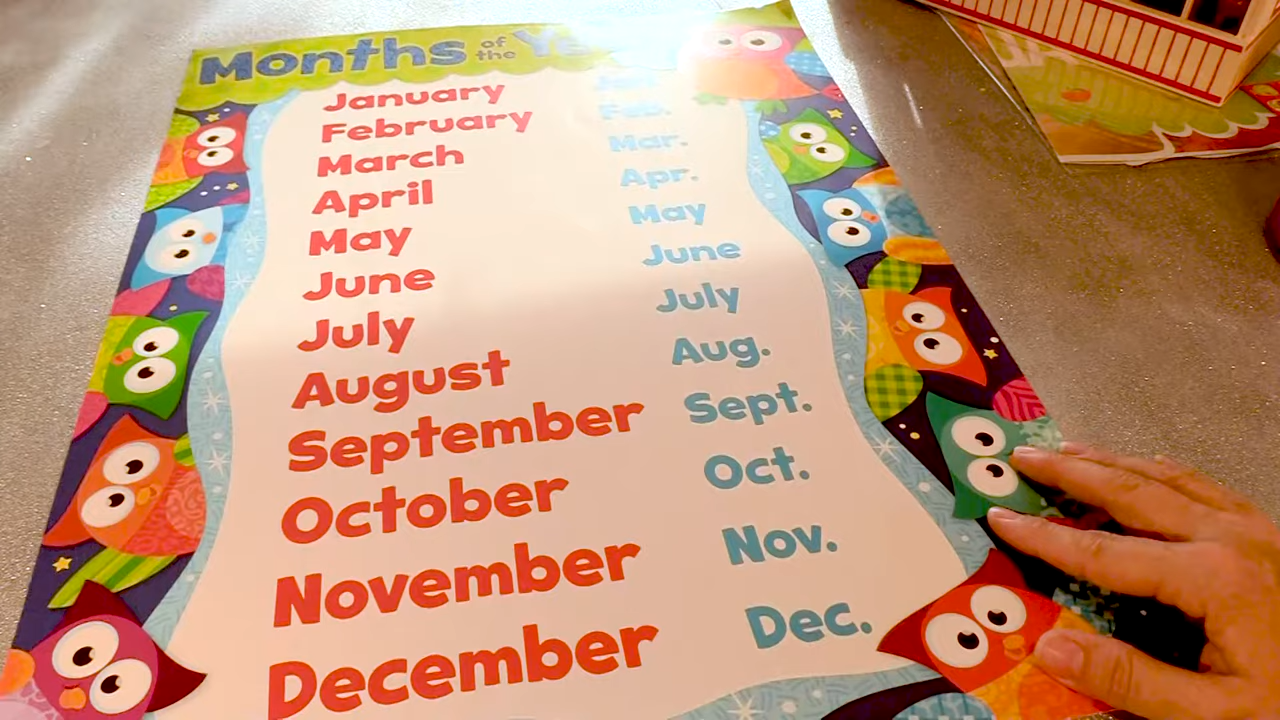 Months of the Year
January
February Feb.
March Mar.
April Apr.
May May
June June
July July
August Aug.
September Sept.
October Oct.
November Nov.
December Dec.